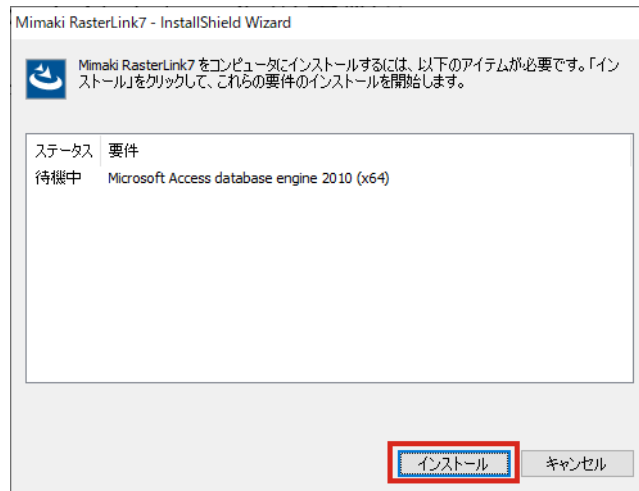 Mimaki RasterLink7 - InstallShield Wizard
Mimaki RasterLink7 をコンピュータにインストールするには、以下のアイテムが必要です。「イン
ストール」をクリックして、これらの要件のインストールを開始します。
ステータス 要件
待機中 Microsoft Access database engine 2010 (x64)
インストール キャンセル